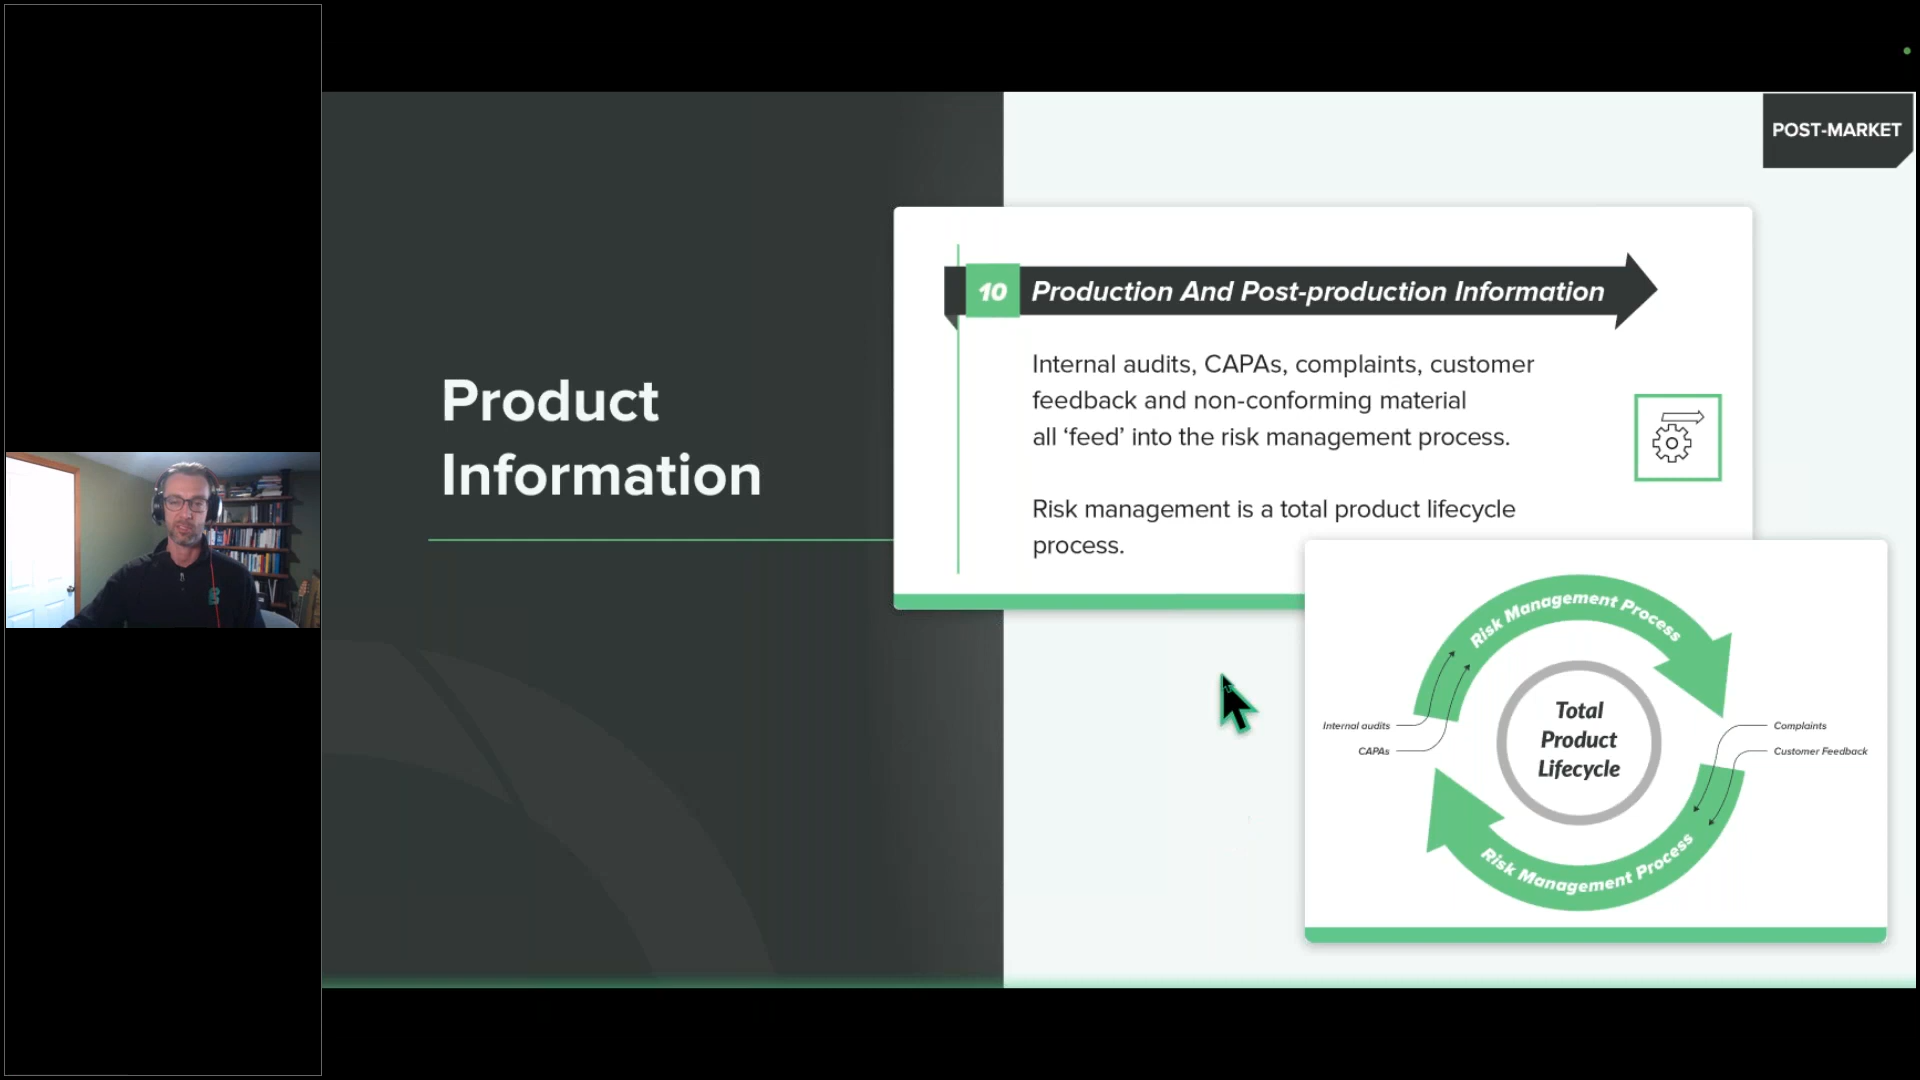 POST-MARKET
Product
Information
10 Production And Post-production Information
Internal audits, CAPAs, complaints, customer
feedback and non-conforming material
all ‘feed’ into the risk management process.
Risk management is a total product lifecycle
process.
Risk Management Process
Internal audits
CAPAs
Total
Product
Lifecycle
Complaints
Customer Feedback
Risk Management Process